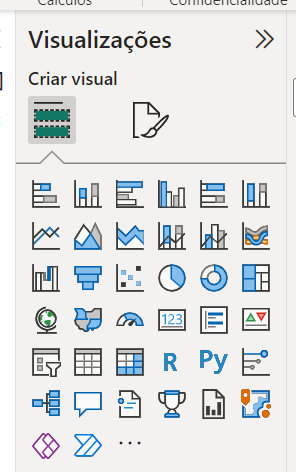 Cálculos Confidencialidade
Visualizações
Criar visual
123
R Py